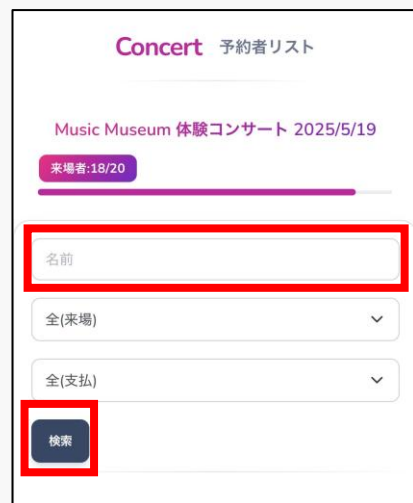 Concert 予約者リスト
Music Museum 体験コンサート 2025/5/19
来場者:18/20
名前
全(来場)
全(支払)
検索